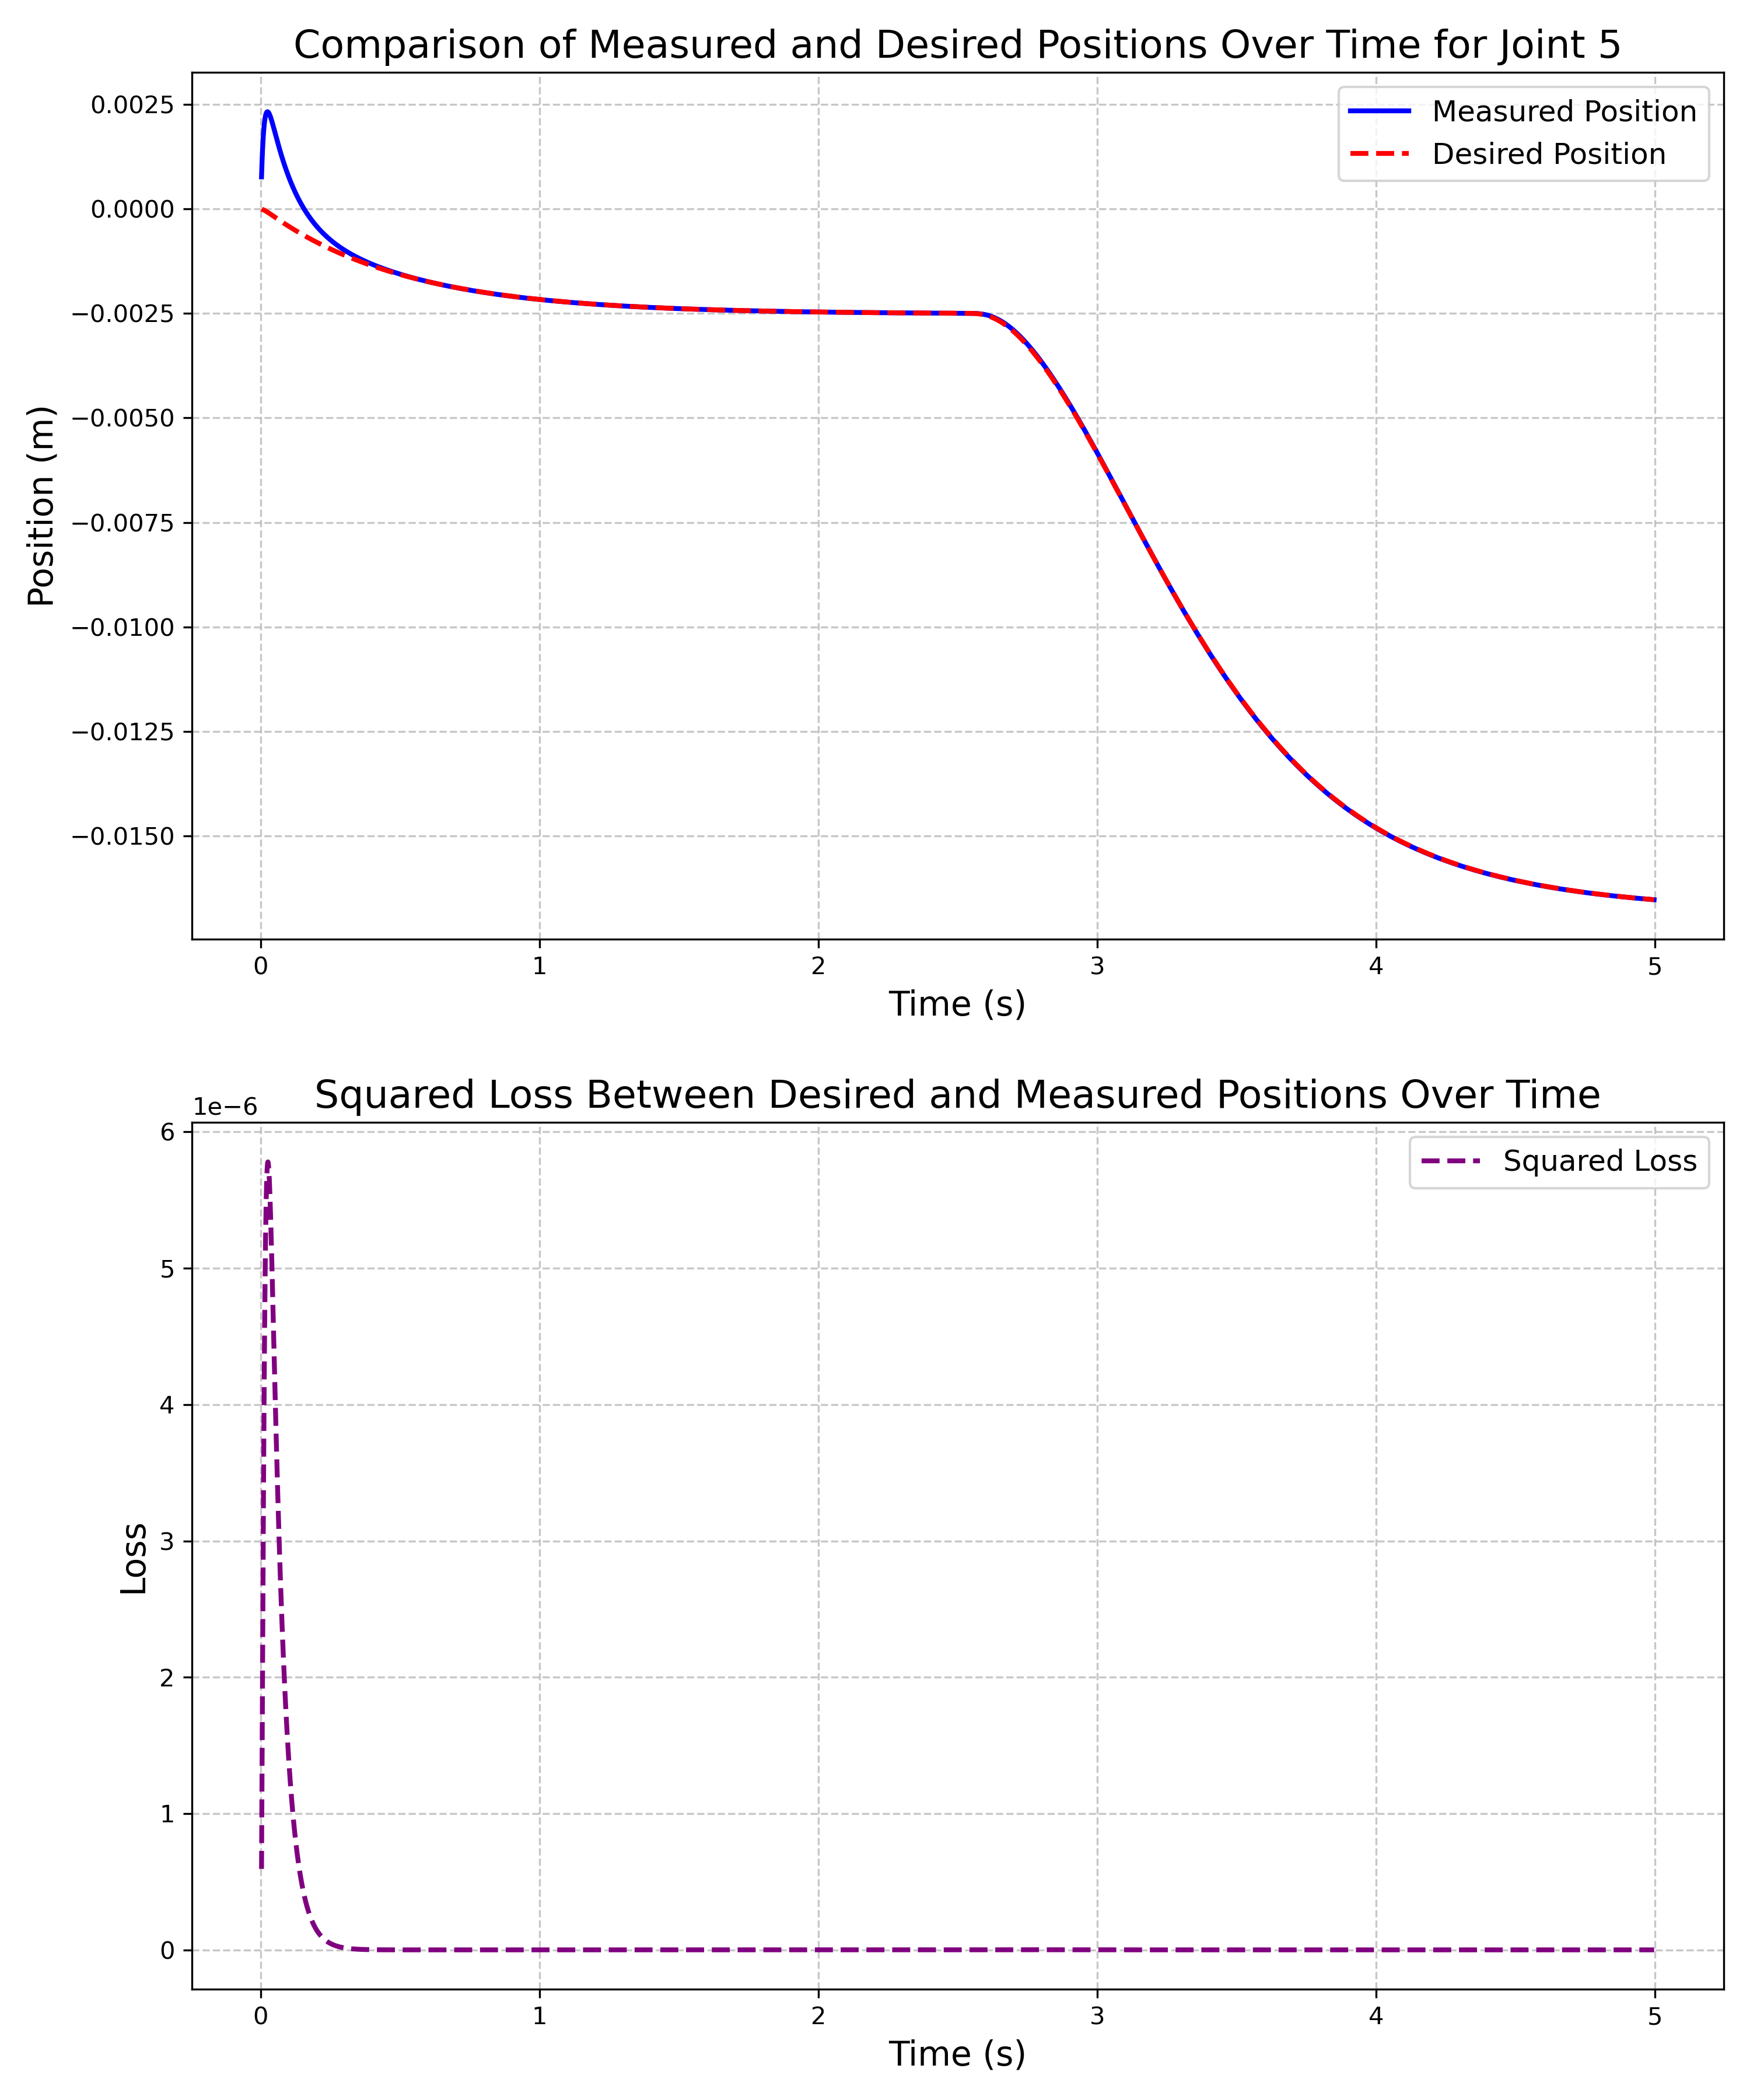 Comparison of Measured and Desired Positions Over Time for Joint 5
0.0025
0.0000
−0.0025
−0.0050
−0.0075
−0.0100
−0.0125
−0.0150
Position (m)
Measured Position
Desired Position
0 1 2 3 4 5
Time (s)
Squared Loss Between Desired and Measured Positions Over Time
1e−6
6
5
4
3
2
1
0
Loss
Squared Loss
0 1 2 3 4 5
Time (s)